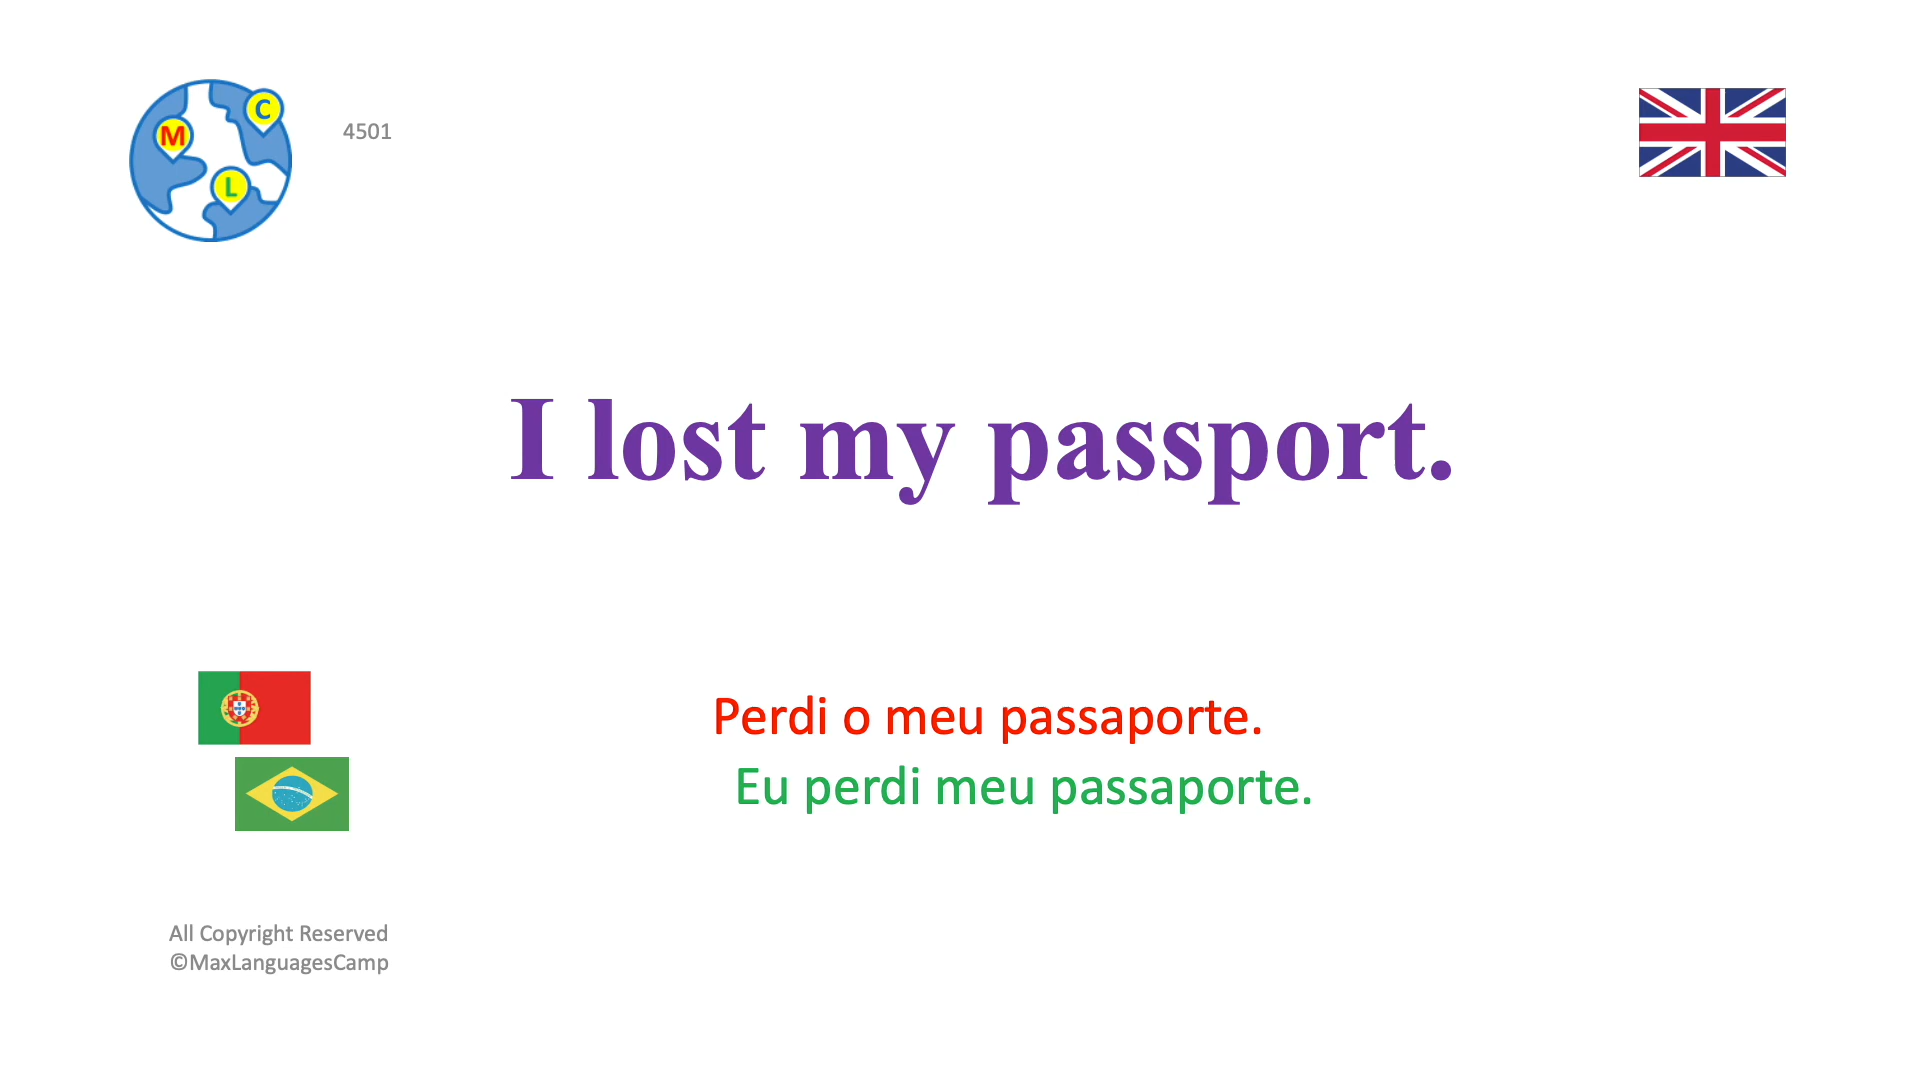 C
M
L
4501
I lost my passport.
Perdi o meu passaporte.
Eu perdi meu passaporte.
All Copyright Reserved
©MaxLanguagesCamp